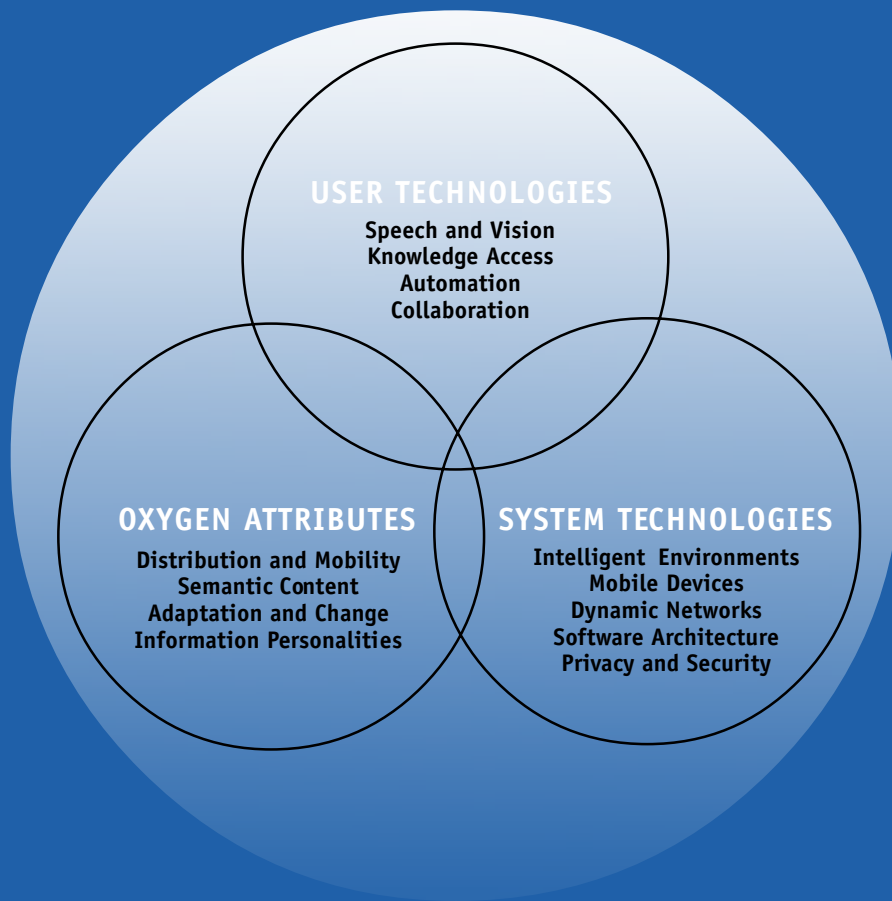 USER TECHNOLOGIES
Speech and Vision
Knowledge Access
Automation
Collaboration
OXYGEN ATTRIBUTES
Distribution and Mobility
Semantic Content
Adaptation and Change
Information Personalities
SYSTEM TECHNOLOGIES
Intelligent Environments
Mobile Devices
Dynamic Networks
Software Architecture
Privacy and Security